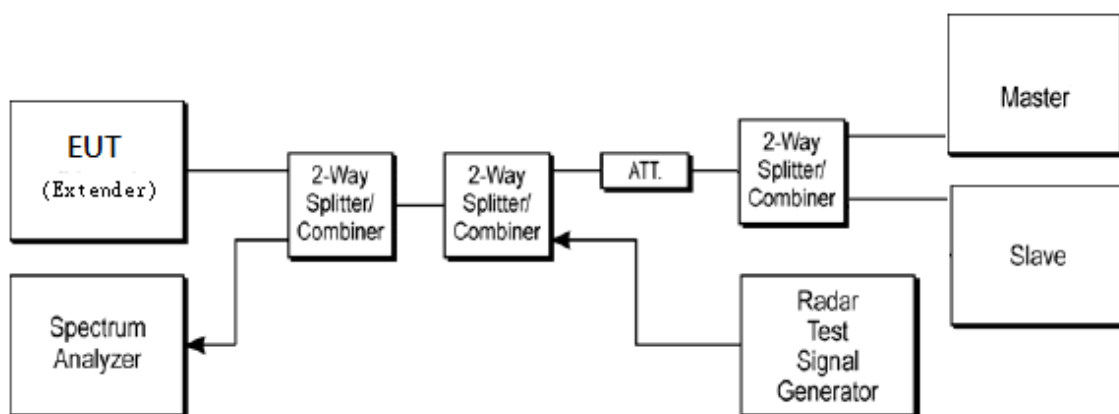 EUT
(Extender)
2-Way
Splitter/
Combiner
2-Way
Splitter/
Combiner
ATT.
2-Way
Splitter/
Combiner
Master
Slave
Spectrum
Analyzer
Radar
Test
Signal
Generator